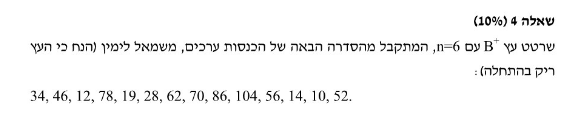 שאלה 4 (10%)
שרטט עץ B+ עם n=6, המתקבל מהסדרה הבאה של הכנסות ערכים, משמאל לימין (הנח כי העץ
ריק בהתחלה):
34, 46, 12, 78, 19, 28, 62, 70, 86, 104, 56, 14, 10, 52.